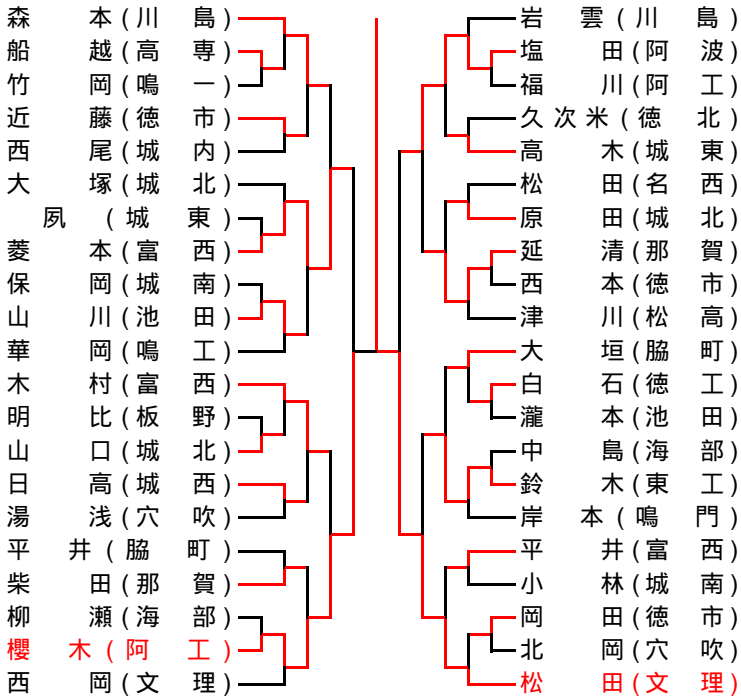 森本(川島)
船越(高専)
竹岡(鳴一)
近藤(徳市)
西尾(城内)
大塚(城北)
夙(城東)
菱本(富西)
保岡(城南)
山川(池田)
華岡(鳴工)
木村(富西)
明比(板野)
山口(城北)
日高(城西)
湯浅(穴吹)
平井(脇町)
柴田(那賀)
柳瀬(海部)
櫻木(阿工)
西岡(文理)
岩雲(川島)
塩田(阿波)
福川(阿工)
久次米(徳北)
高木(城東)
松田(名西)
原田(城北)
延清(那賀)
西本(徳市)
津川(松高)
大垣(脇町)
白石(徳工)
瀧本(池田)
中島(海部)
鈴木(東工)
岸本(鳴門)
平井(富西)
小林(城南)
岡田(徳市)
北岡(穴吹)
松田(文理)